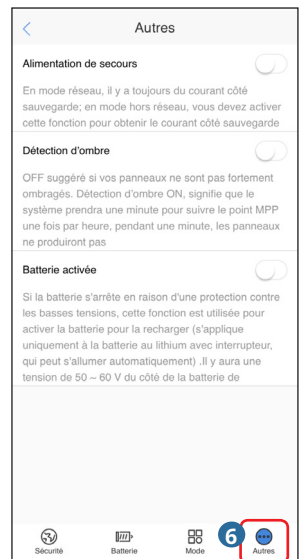 Autres
Alimentation de secours
En mode réseau, il y a toujours du courant côté
sauvegarde; en mode hors réseau, vous devez activer
cette fonction pour obtenir le courant côté sauvegarde
Détection d'ombre
OFF suggéré si vos panneaux ne sont pas fortement
ombragés. Détection d'ombre ON, signifie que le
système prendra une minute pour suivre le point MPP
une fois par heure, pendant une minute, les panneaux
ne produiront pas
Batterie activée
Si la batterie s'arrête en raison d'une protection contre
les basses tensions, cette fonction est utilisée pour
activer la batterie pour la recharger (s'applique
uniquement à la batterie au lithium avec interrupteur,
qui peut s'allumer automatiquement) .Il y aura une
tension de 50 ~ 60 V du côté de la batterie de
6
Sécurité Batterie Mode Autres